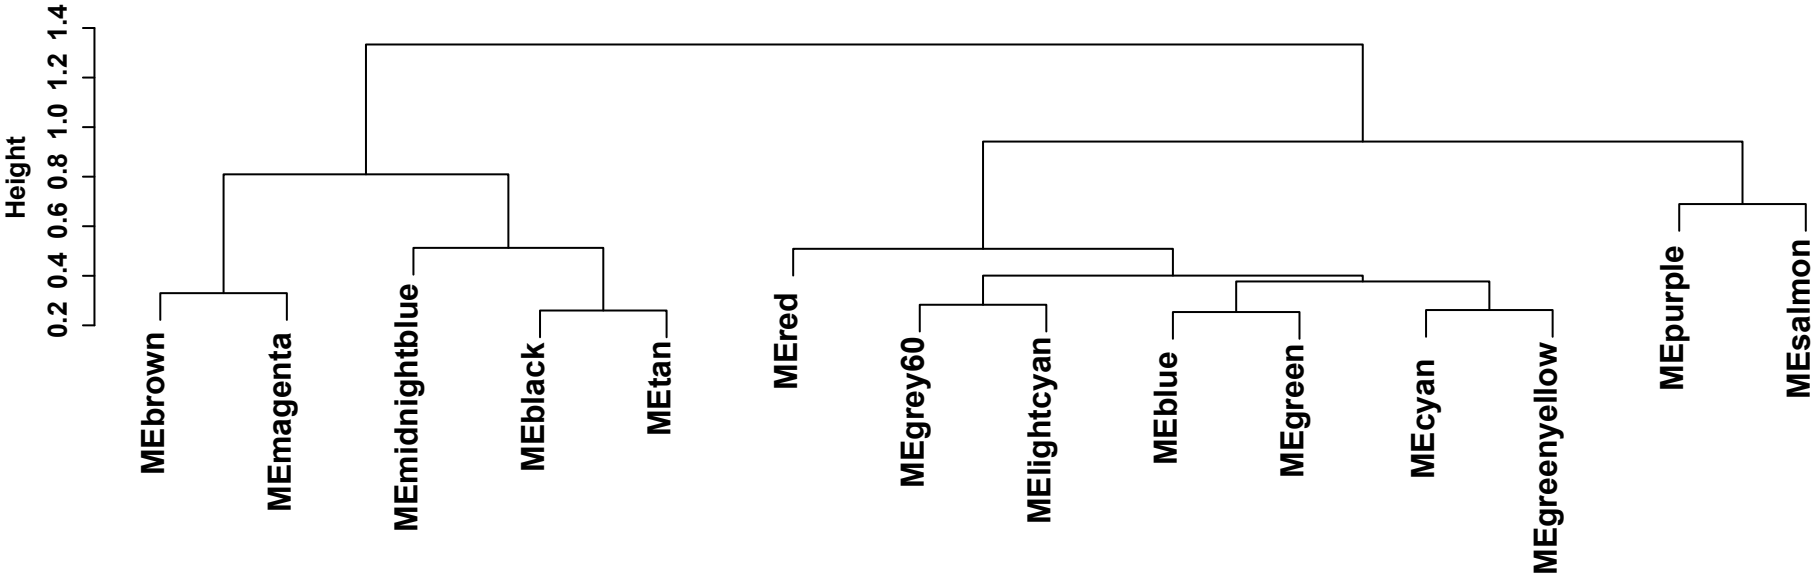 Height
1.4
1.2
1.0
0.8
0.6
0.4
0.2
MEbrown
MEmagenta
MEmidnightblue
MEblack
MEtan
MEred
MEgrey60
MElightcyan
MEblue
MEgreen
MEcyan
MEgreenyellow
MEpurple
MEsalmon